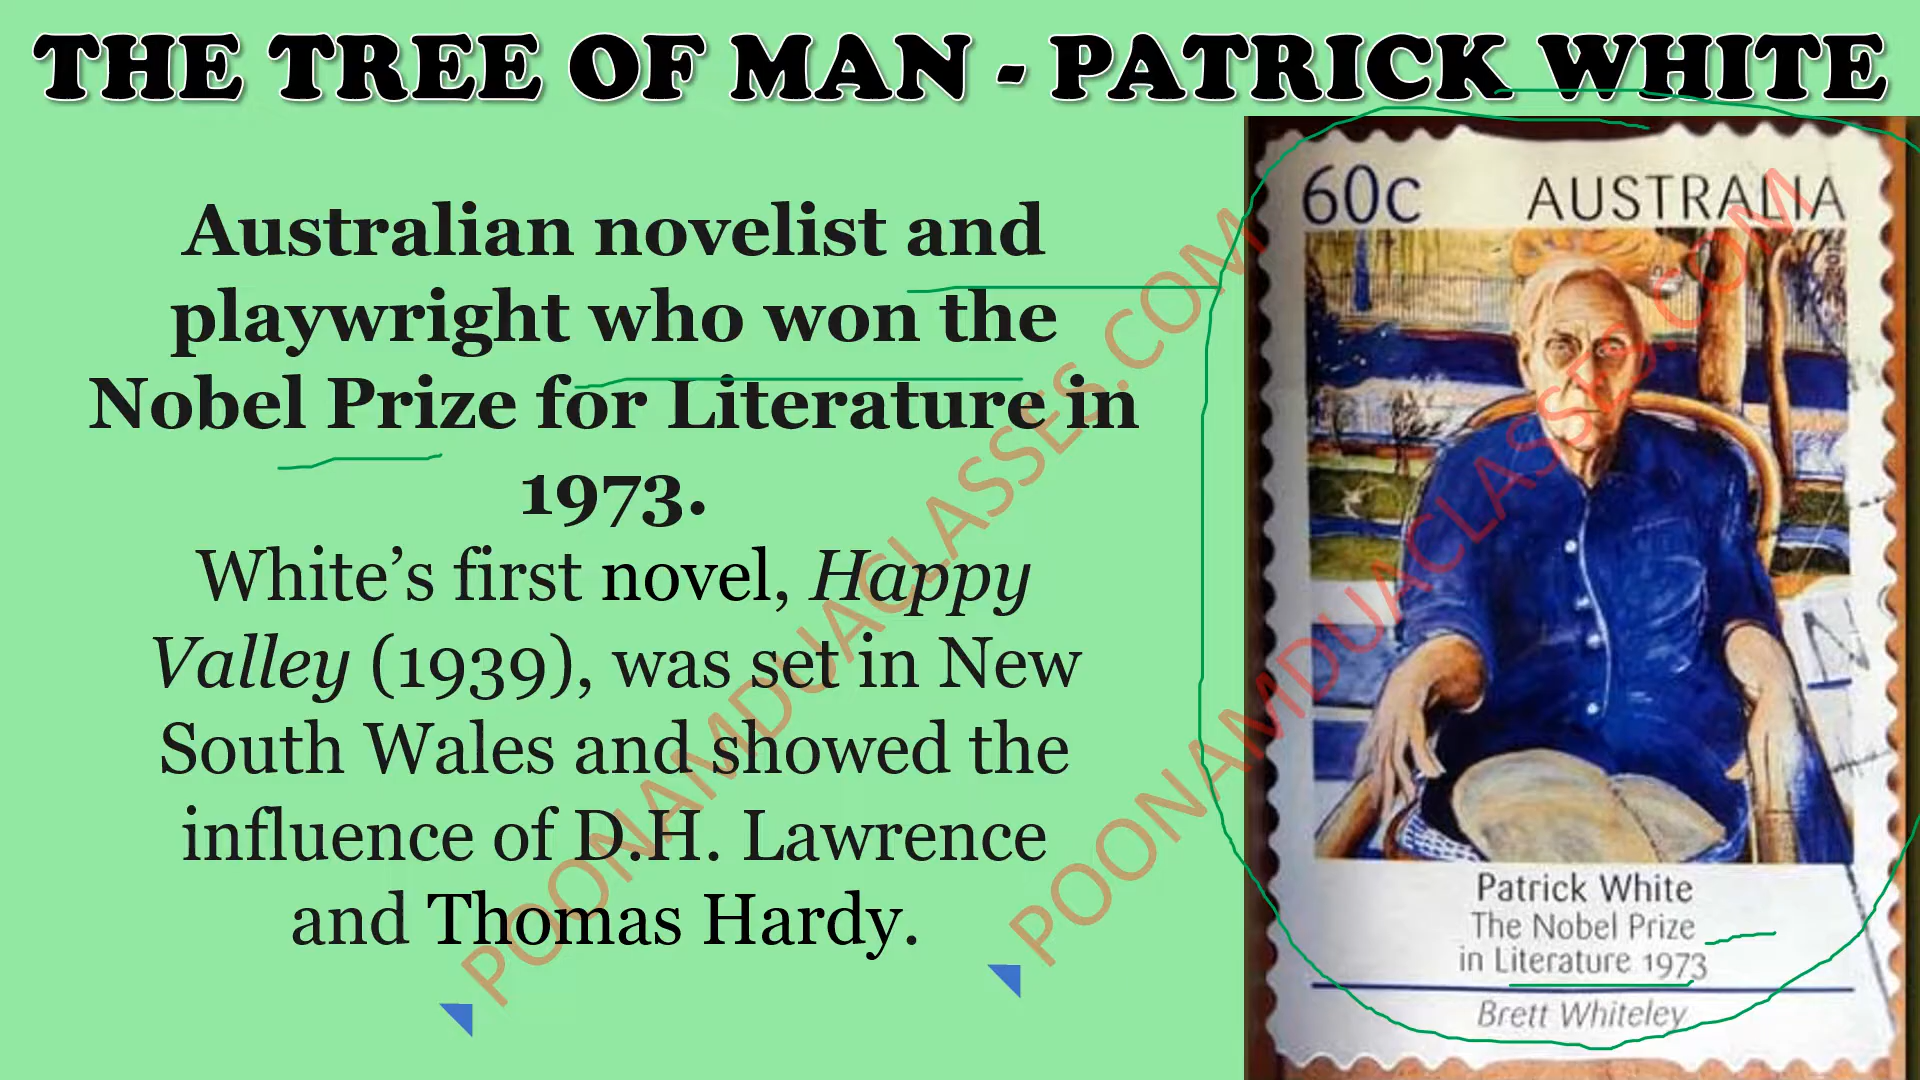 THE TREE OF MAN - PATRICK WHITE
Australian novelist and
playwright who won the
Nobel Prize for Literature in
1973.
White's first novel, Happy
Valley (1939), was set in New
South Wales and showed the
influence of D.H. Lawrence
and Thomas Hardy.
60c AUSTRALIA
Patrick White
The Nobel Prize
in Literature 1973
Brett Whiteley
POONAMDUACLASSES.COM
POONAMDUACLASSES.COM